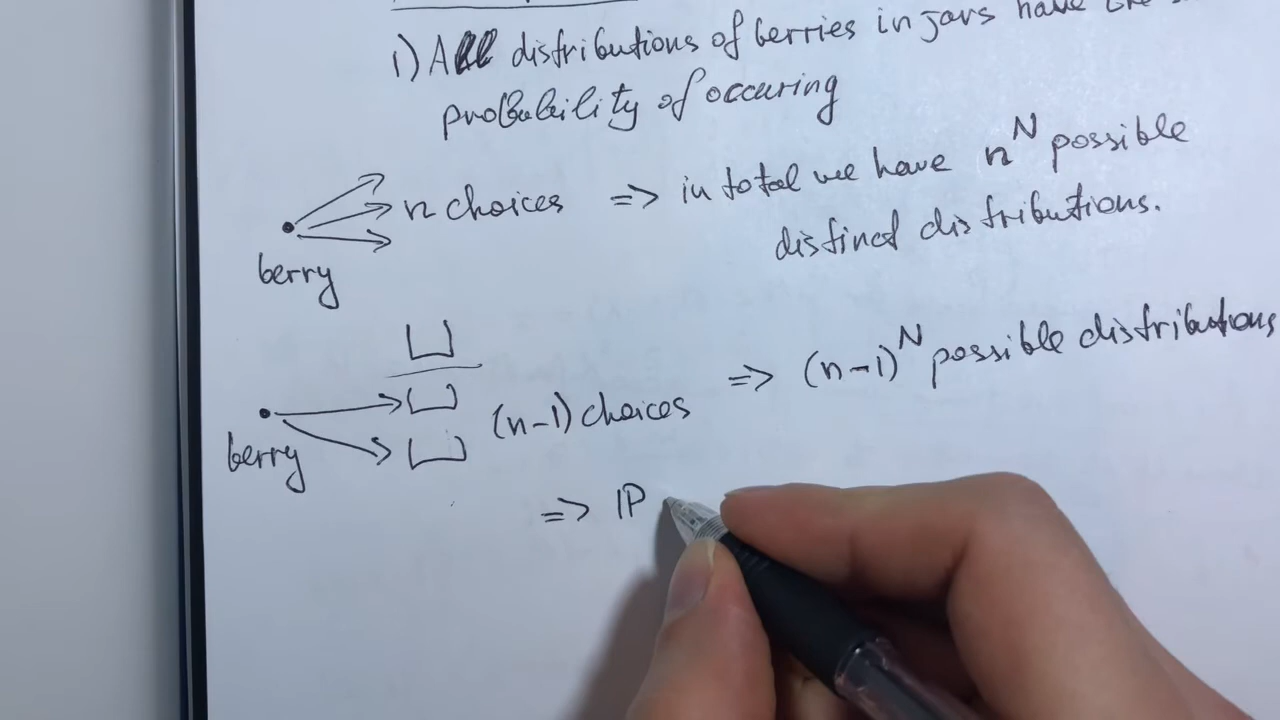 1) All distributions of berries in jars have
probability of occuring
n choices => in total we have n^N possible
distinct distributions.
berry
(n-1) choices => (n-1)^N possible distributions
berry
=> IP